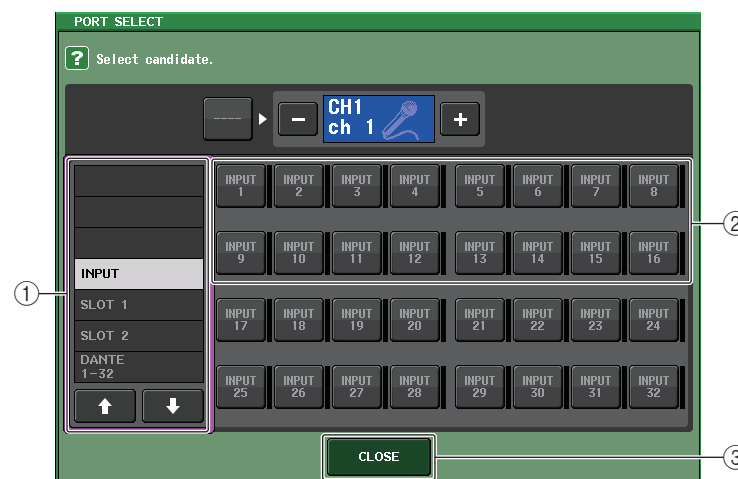 PORT SELECT
? Select candidate.
---- − CH1 +
ch 1
INPUT
SLOT 1
SLOT 2
DANTE
1-32
INPUT 1 INPUT 2 INPUT 3 INPUT 4 INPUT 5 INPUT 6 INPUT 7 INPUT 8
INPUT 9 INPUT 10 INPUT 11 INPUT 12 INPUT 13 INPUT 14 INPUT 15 INPUT 16
INPUT 17 INPUT 18 INPUT 19 INPUT 20 INPUT 21 INPUT 22 INPUT 23 INPUT 24
INPUT 25 INPUT 26 INPUT 27 INPUT 28 INPUT 29 INPUT 30 INPUT 31 INPUT 32
CLOSE
1
2
3